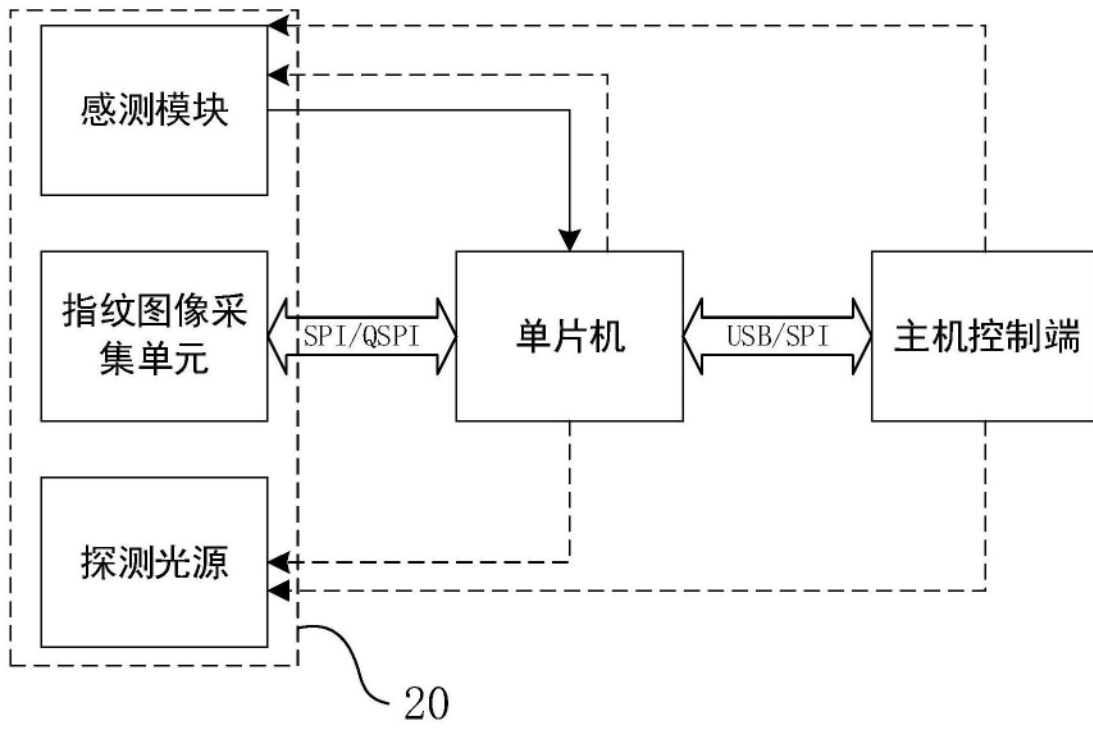 感测模块
指纹图像采
集单元
SPI/QSPI
单片机
USB/SPI
主机控制端
探测光源
20